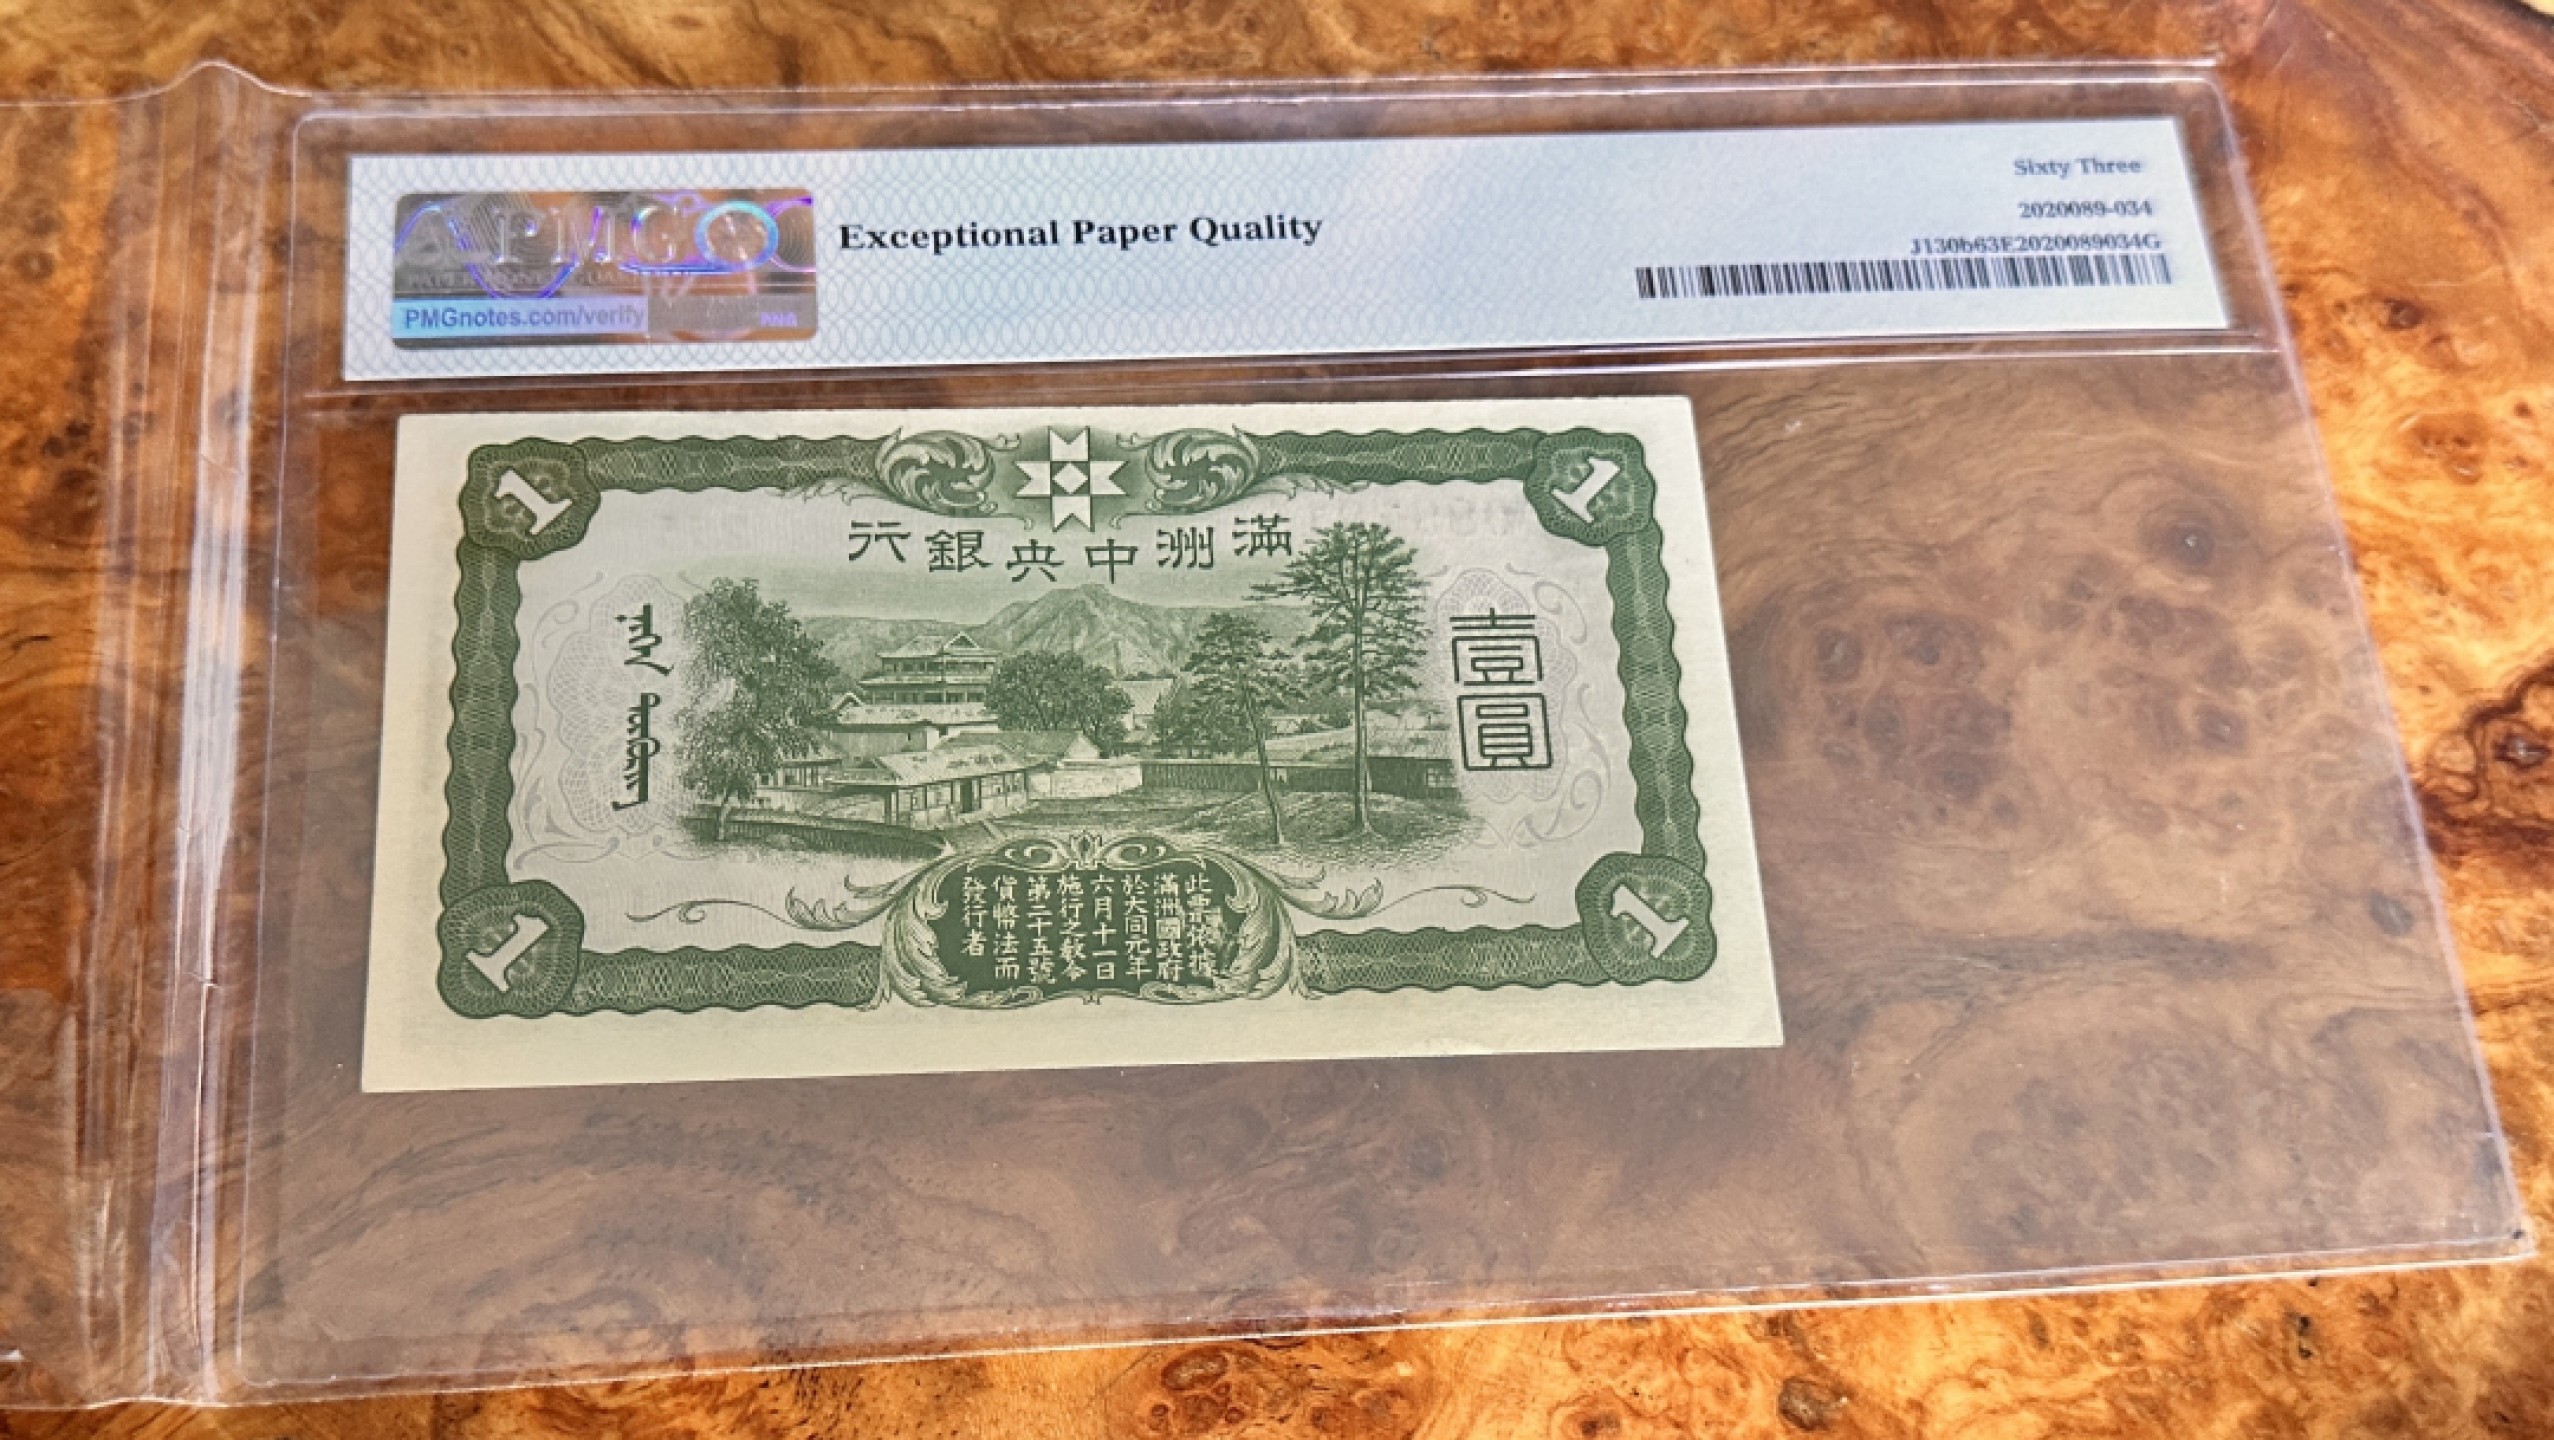 Sixty Three
PMG
PMGnotes.com/verify
Exceptional Paper Quality
2020089-034
J130b63E2020089034G
1
1
滿洲中央銀行
壹圓
ᠮᠠᠨᠵᡠ
此票依據
滿洲國政府
於大同元年
六月十一日
施行之敎令
第二十五號
貨幣法而
發行者
1
1